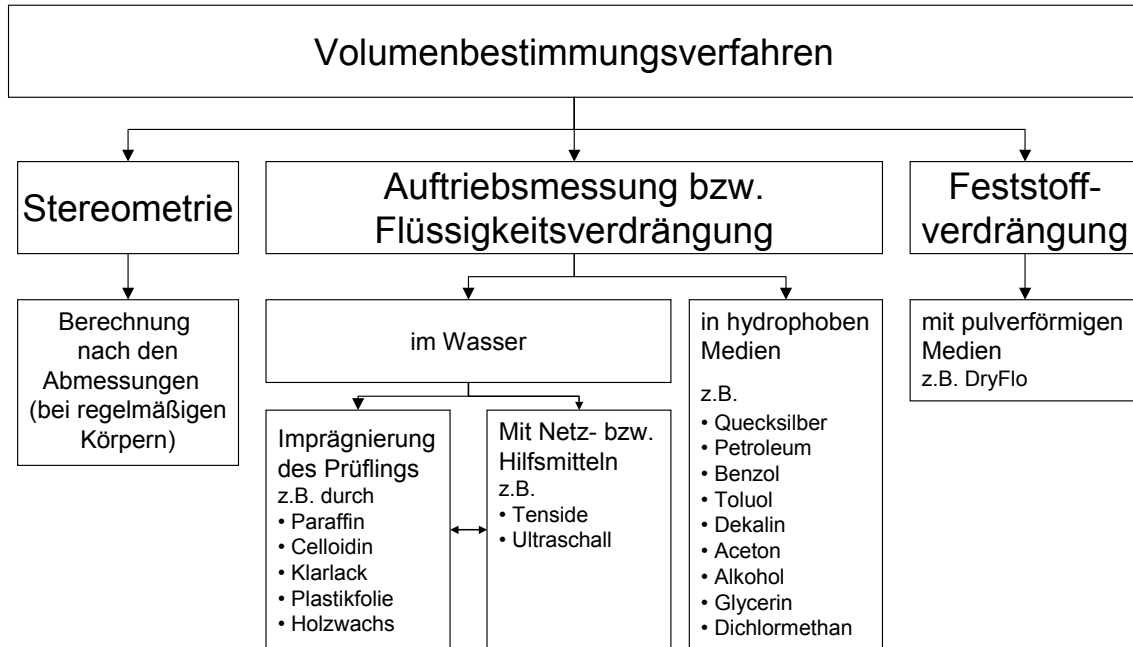 Volumenbestimmungsverfahren
Stereometrie
Auftriebsmessung bzw.
Flüssigkeitsverdrängung
Feststoff-
verdrängung
Berechnung
nach den
Abmessungen
(bei regelmäßigen
Körpern)
im Wasser
in hydrophoben
Medien
z.B.
• Quecksilber
• Petroleum
• Benzol
• Toluol
• Dekalin
• Aceton
• Alkohol
• Glycerin
• Dichlormethan
mit pulverförmigen
Medien
z.B. DryFlo
Imprägnierung
des Prüflings
z.B. durch
• Paraffin
• Celloidin
• Klarlack
• Plastikfolie
• Holzwachs
Mit Netz- bzw.
Hilfsmitteln
z.B.
• Tenside
• Ultraschall